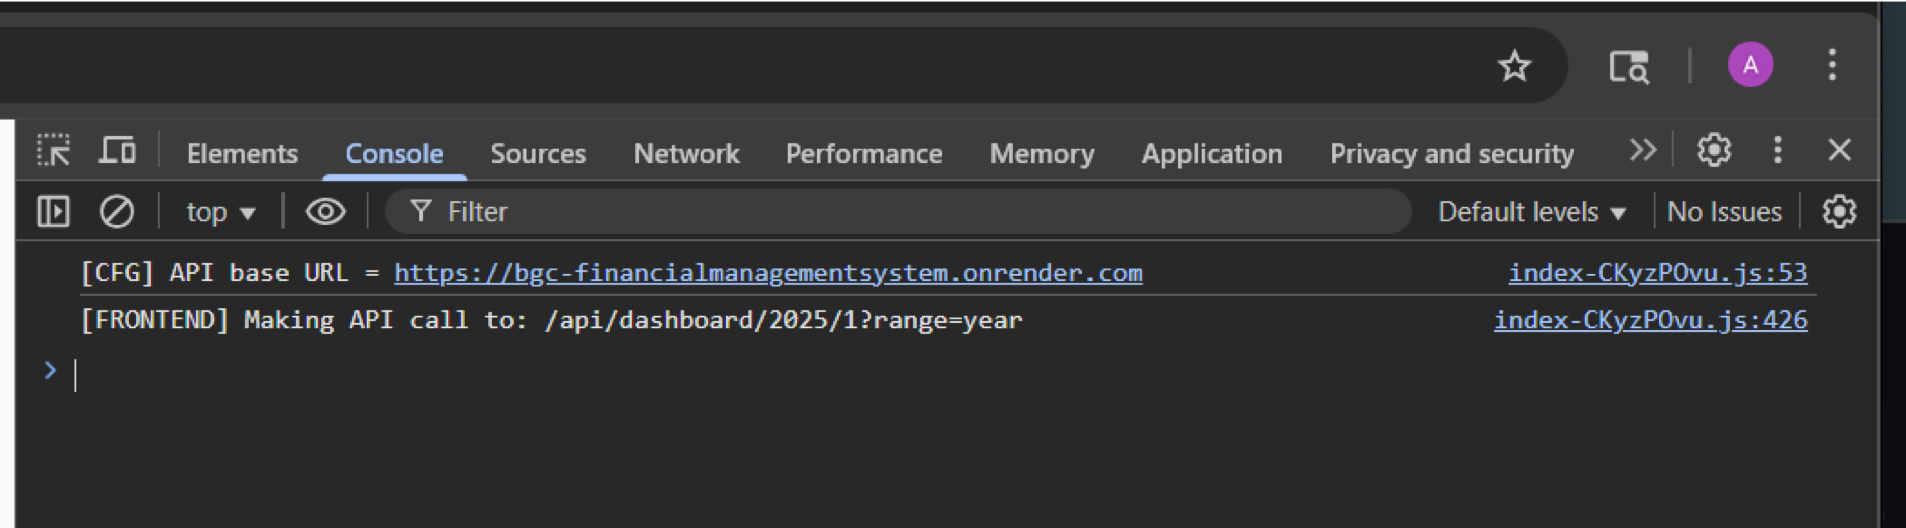 A
Elements Console Sources Network Performance Memory Application Privacy and security
top Filter Default levels No Issues
[CFG] API base URL = https://bgc-financialmanagementsystem.onrender.com index-CKyzPOvu.js:53
[FRONTEND] Making API call to: /api/dashboard/2025/1?range=year index-CKyzPOvu.js:426